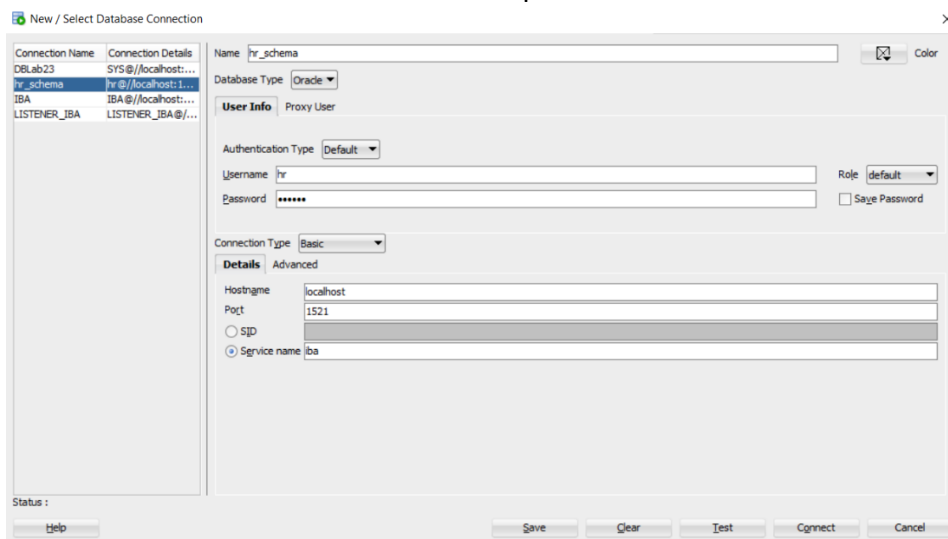 New / Select Database Connection
Connection Name Connection Details
DBLab23 SYS@//localhost:...
hr_schema hr@//localhost:1...
IBA IBA@//localhost:...
LISTENER_IBA LISTENER_IBA@/...
Name hr_schema
Color
Database Type Oracle
User Info Proxy User
Authentication Type Default
Username hr
Role default
Password ••••••
Save Password
Connection Type Basic
Details Advanced
Hostname localhost
Port 1521
SID
Service name iba
Status :
Help Save Clear Test Connect Cancel